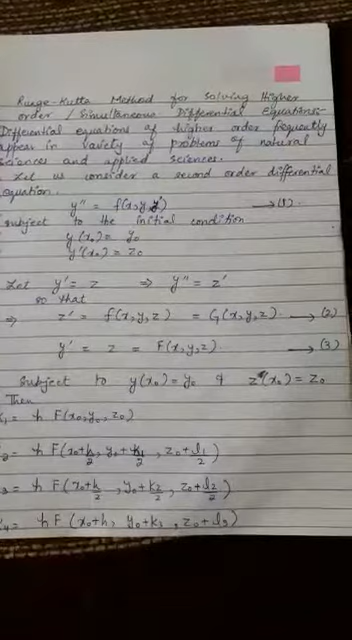 Runge-Kutta Method for Solving Higher
order / Simultaneous Differential Equations:-
Differential equations of higher order frequently
appear in variety of problems of natural
sciences and applied sciences.
Let us consider a second order differential
equation.
y'' = f(x,y,y') → (1)
subject to the initial condition
y(x₀) = y₀
y'(x₀) = z₀
Let y' = z ⇒ y'' = z'
so that
⇒ z' = f(x,y,z) = G(x,y,z). → (2)
y' = z = F(x,y,z). → (3)
Subject to y(x₀)=y₀ & z(x₀) = z₀
Then
k₁ = h F(x₀,y₀,z₀)
k₂ = h F(x₀+h/2, y₀+k₁/2, z₀+l₁/2)
k₃ = h F(x₀+h/2, y₀+k₂/2, z₀+l₂/2)
k₄ = h F(x₀+h, y₀+k₃, z₀+l₃)